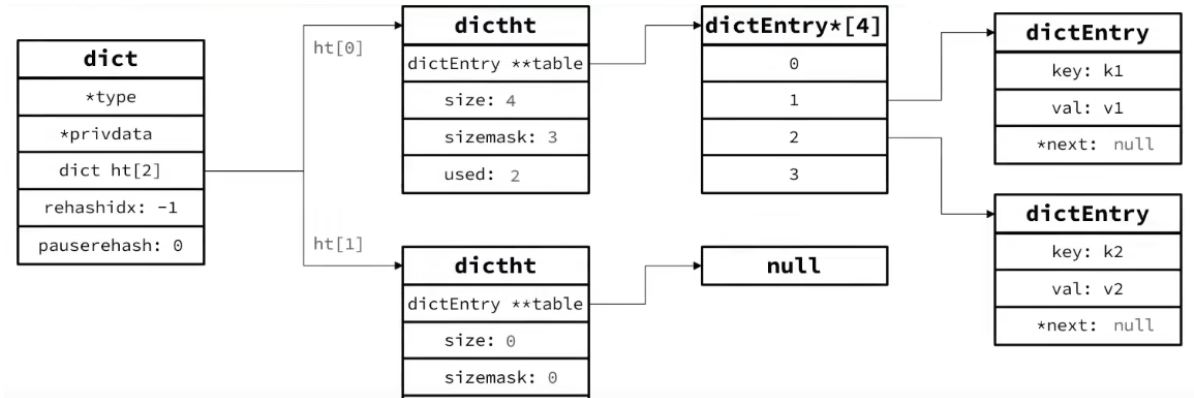 dict
*type
*privdata
dict ht[2]
rehashidx: -1
pauserehash: 0
ht[0]
ht[1]
dictht
dictEntry **table
size: 4
sizemask: 3
used: 2
dictht
dictEntry **table
size: 0
sizemask: 0
dictEntry*[4]
0
1
2
3
null
dictEntry
key: k1
val: v1
*next: null
dictEntry
key: k2
val: v2
*next: null